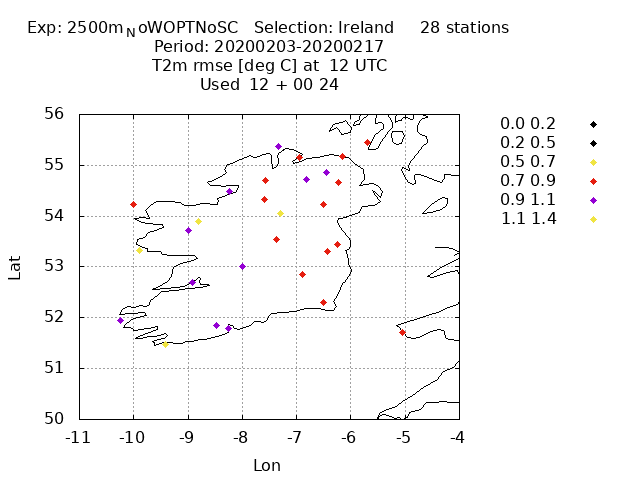 Exp: 2500m_NoWOPTNoSC Selection: Ireland 28 stations
Period: 20200203-20200217
T2m rmse [deg C] at 12 UTC
Used 12 + 00 24
0.0 0.2
0.2 0.5
0.5 0.7
0.7 0.9
0.9 1.1
1.1 1.4
56
55
54
53
52
51
50
Lat
-11 -10 -9 -8 -7 -6 -5 -4
Lon